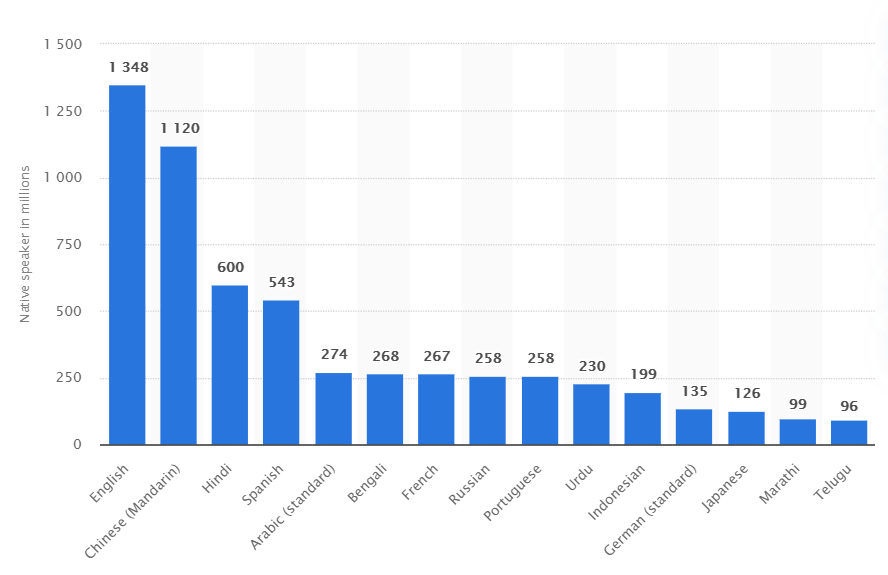 1 500
1 250
1 000
750
500
250
0
Native speaker in millions
1 348
1 120
600
543
274
268
267
258
258
230
199
135
126
99
96
English
Chinese (Mandarin)
Hindi
Spanish
Arabic (standard)
Bengali
French
Russian
Portuguese
Urdu
Indonesian
German (standard)
Japanese
Marathi
Telugu